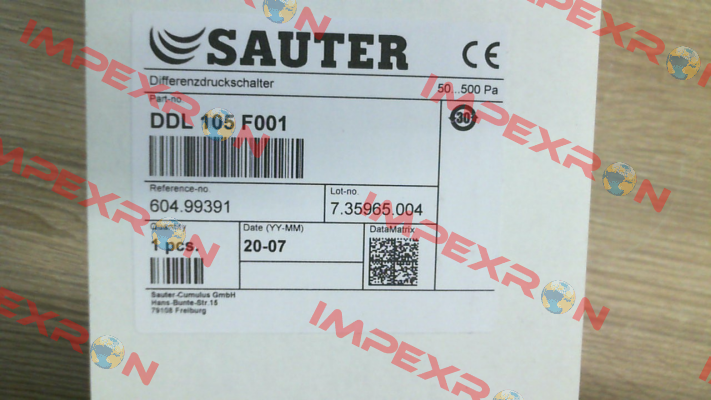 SAUTER CE
Differenzdruckschalter 50...500 Pa
Part-no
DDL 105 F001
30
Reference-no. Lot-no.
604.99391 7.35965.004
Quantity Date (YY-MM) DataMatrix
1 pcs. 20-07
Sauter-Cumulus GmbH
Hans-Bunte-Str.15
79108 Freiburg
IMPEXRON
IMPEXRON
IMPEXRON
IMPEXRON
IMPEXRON